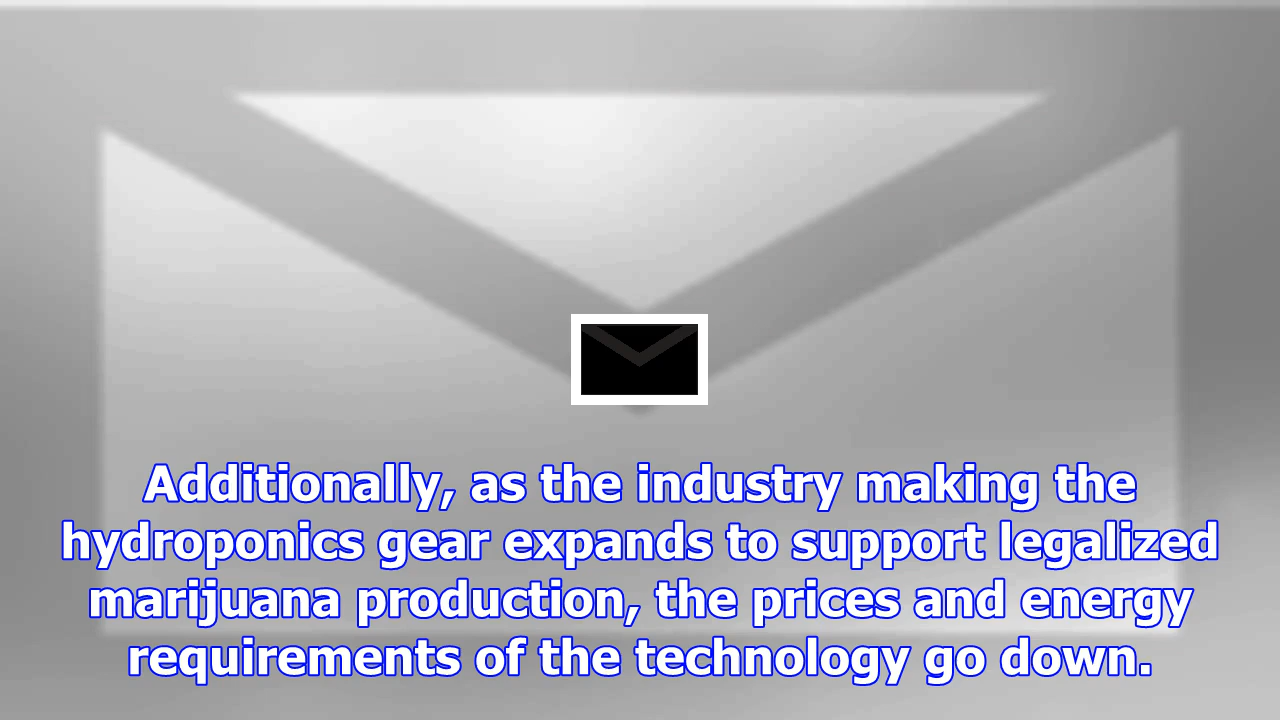 Additionally, as the industry making the
hydroponics gear expands to support legalized
marijuana production, the prices and energy
requirements of the technology go down.